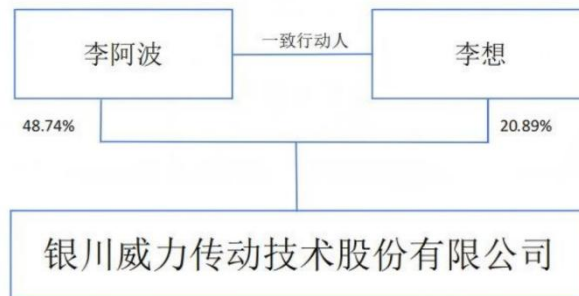 李阿波
一致行动人
李想
48.74%
20.89%
银川威力传动技术股份有限公司